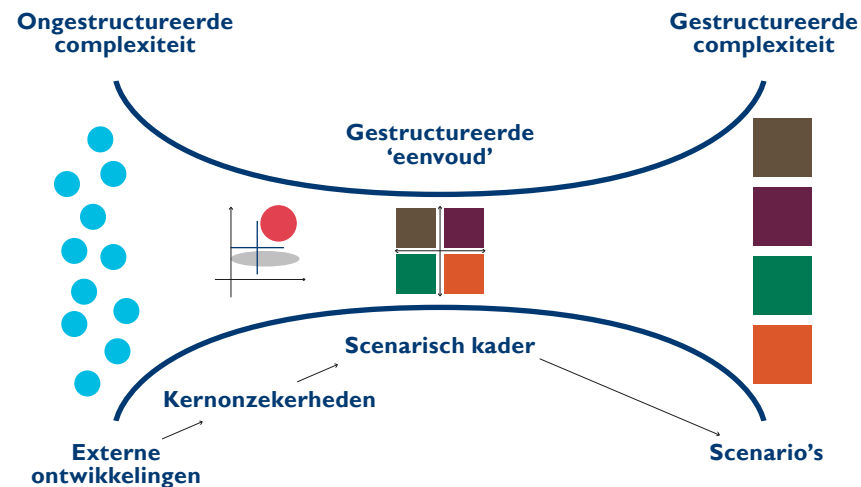 Ongestructureerde
complexiteit
Gestructureerde
complexiteit
Gestructureerde
‘eenvoud’
Scenarisch kader
Kernonzekerheden
Externe
ontwikkelingen
Scenario's